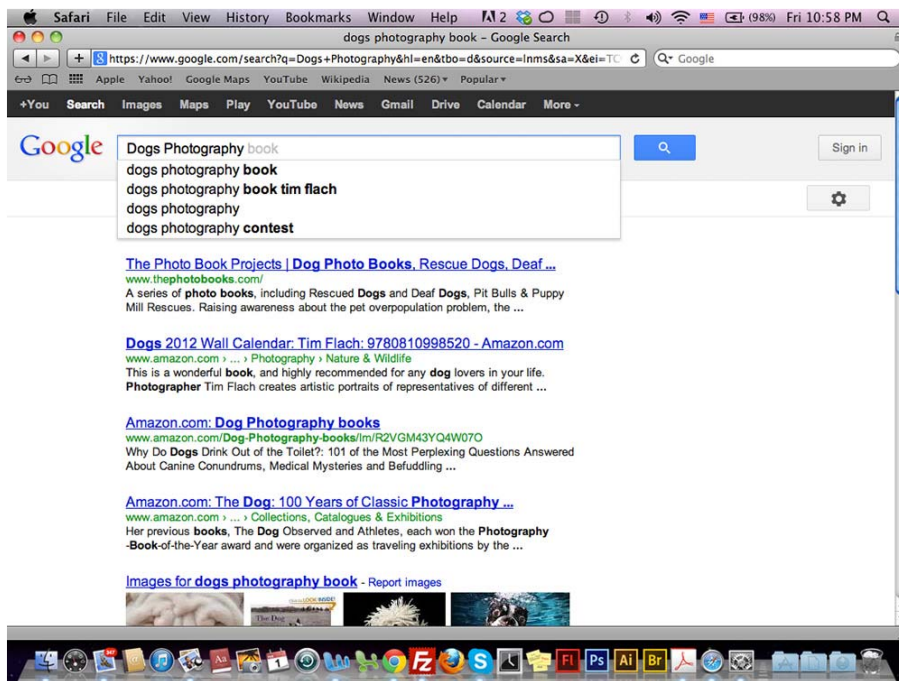 Safari File Edit View History Bookmarks Window Help 2 (98%) Fri 10:58 PM
dogs photography book - Google Search
https://www.google.com/search?q=Dogs+Photography&hl=en&tbo=d&source=lnms&sa=X&ei=TC Google
Apple Yahoo! Google Maps YouTube Wikipedia News (526) Popular
+You Search Images Maps Play YouTube News Gmail Drive Calendar More
Google Dogs Photography book Sign in
dogs photography book
dogs photography book tim flach
dogs photography
dogs photography contest
The Photo Book Projects | Dog Photo Books, Rescue Dogs, Deaf ...
www.thephotobooks.com/
A series of photo books, including Rescued Dogs and Deaf Dogs, Pit Bulls & Puppy
Mill Rescues. Raising awareness about the pet overpopulation problem, the ...
Dogs 2012 Wall Calendar: Tim Flach: 9780810998520 - Amazon.com
www.amazon.com › ... › Photography › Nature & Wildlife
This is a wonderful book, and highly recommended for any dog lovers in your life.
Photographer Tim Flach creates artistic portraits of representatives of different ...
Amazon.com: Dog Photography books
www.amazon.com/Dog-Photography-books/lm/R2VGM43YQ4W07O
Why Do Dogs Drink Out of the Toilet?: 101 of the Most Perplexing Questions Answered
About Canine Conundrums, Medical Mysteries and Befuddling ...
Amazon.com: The Dog: 100 Years of Classic Photography ...
www.amazon.com › ... › Collections, Catalogues & Exhibitions
Her previous books, The Dog Observed and Athletes, each won the Photography
-Book-of-the-Year award and were organized as traveling exhibitions by the ...
Images for dogs photography book - Report images
LOOK INSIDE!
The Dog
Fz S Fl Ps Ai Br